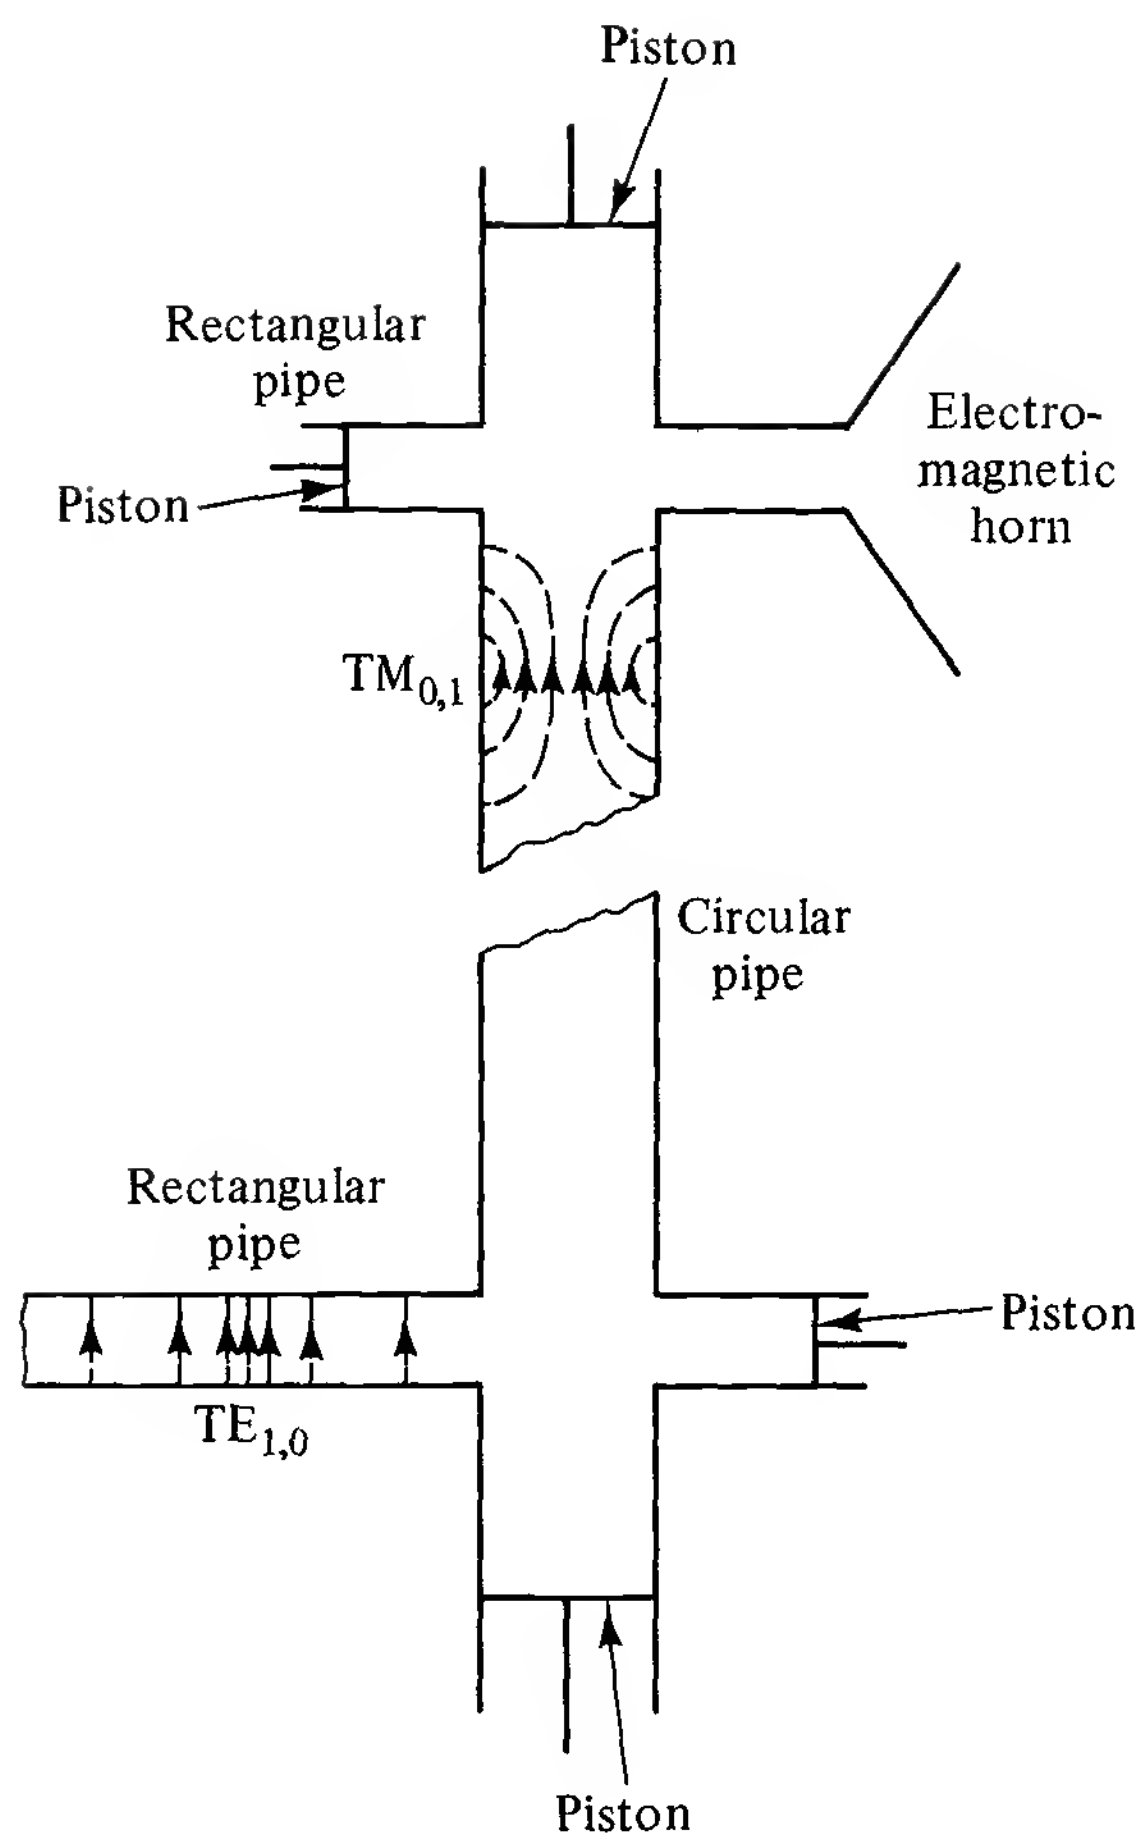 Piston
Rectangular
pipe
Electro-
magnetic
horn
Piston
TM0,1
Circular
pipe
Rectangular
pipe
Piston
TE1,0
Piston